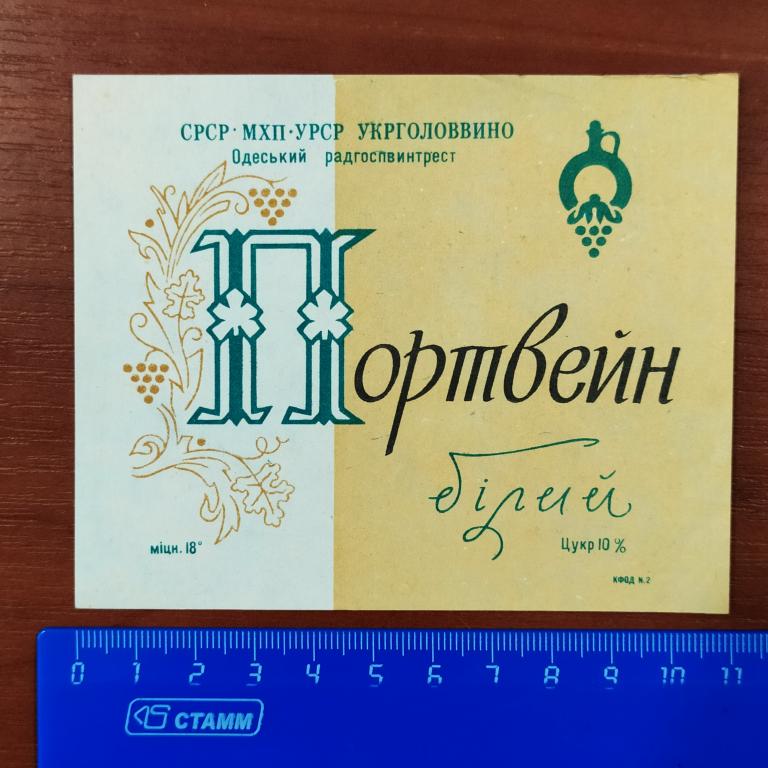 СРСР · МХП · УРСР УКРГОЛОВВИНО
Одеський радгоспвинтрест
Портвейн
білий
міцн. 18°
Цукр 10%
КФОД N.2
0 1 2 3 4 5 6 7 8 9 10 11
СТАММ